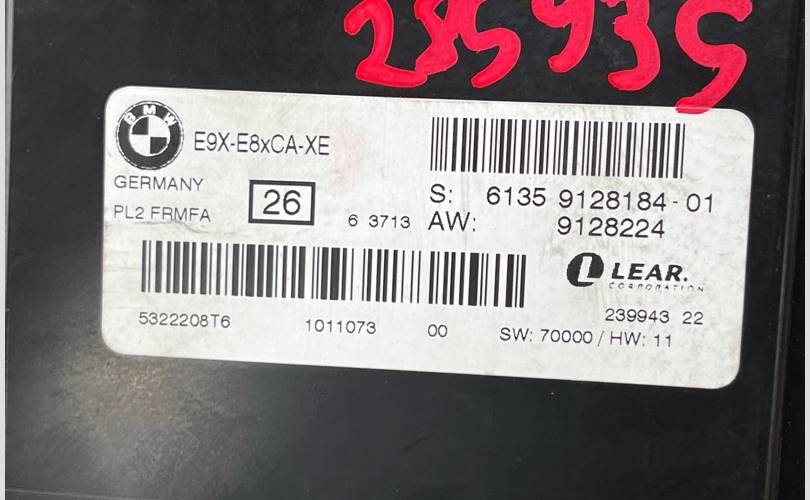 235935
BMW
E9X-E8xCA-XE
GERMANY
PL2 FRMFA
26
6 3713
S: 6135 9128184-01
AW: 9128224
LEAR.
CORPORATION
5322208T6 1011073 00
239943 22
SW: 70000 / HW: 11